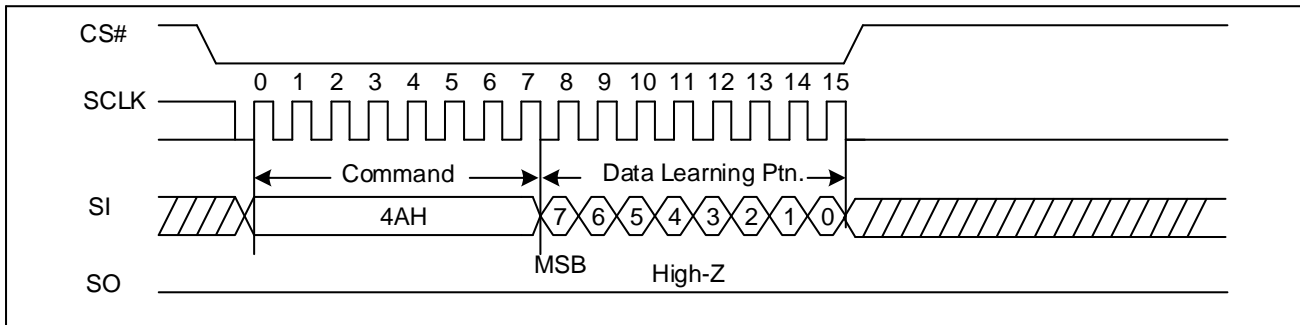 CS#
0 1 2 3 4 5 6 7 8 9 10 11 12 13 14 15
SCLK
Command Data Learning Ptn.
SI 4AH 7 6 5 4 3 2 1 0
MSB High-Z
SO